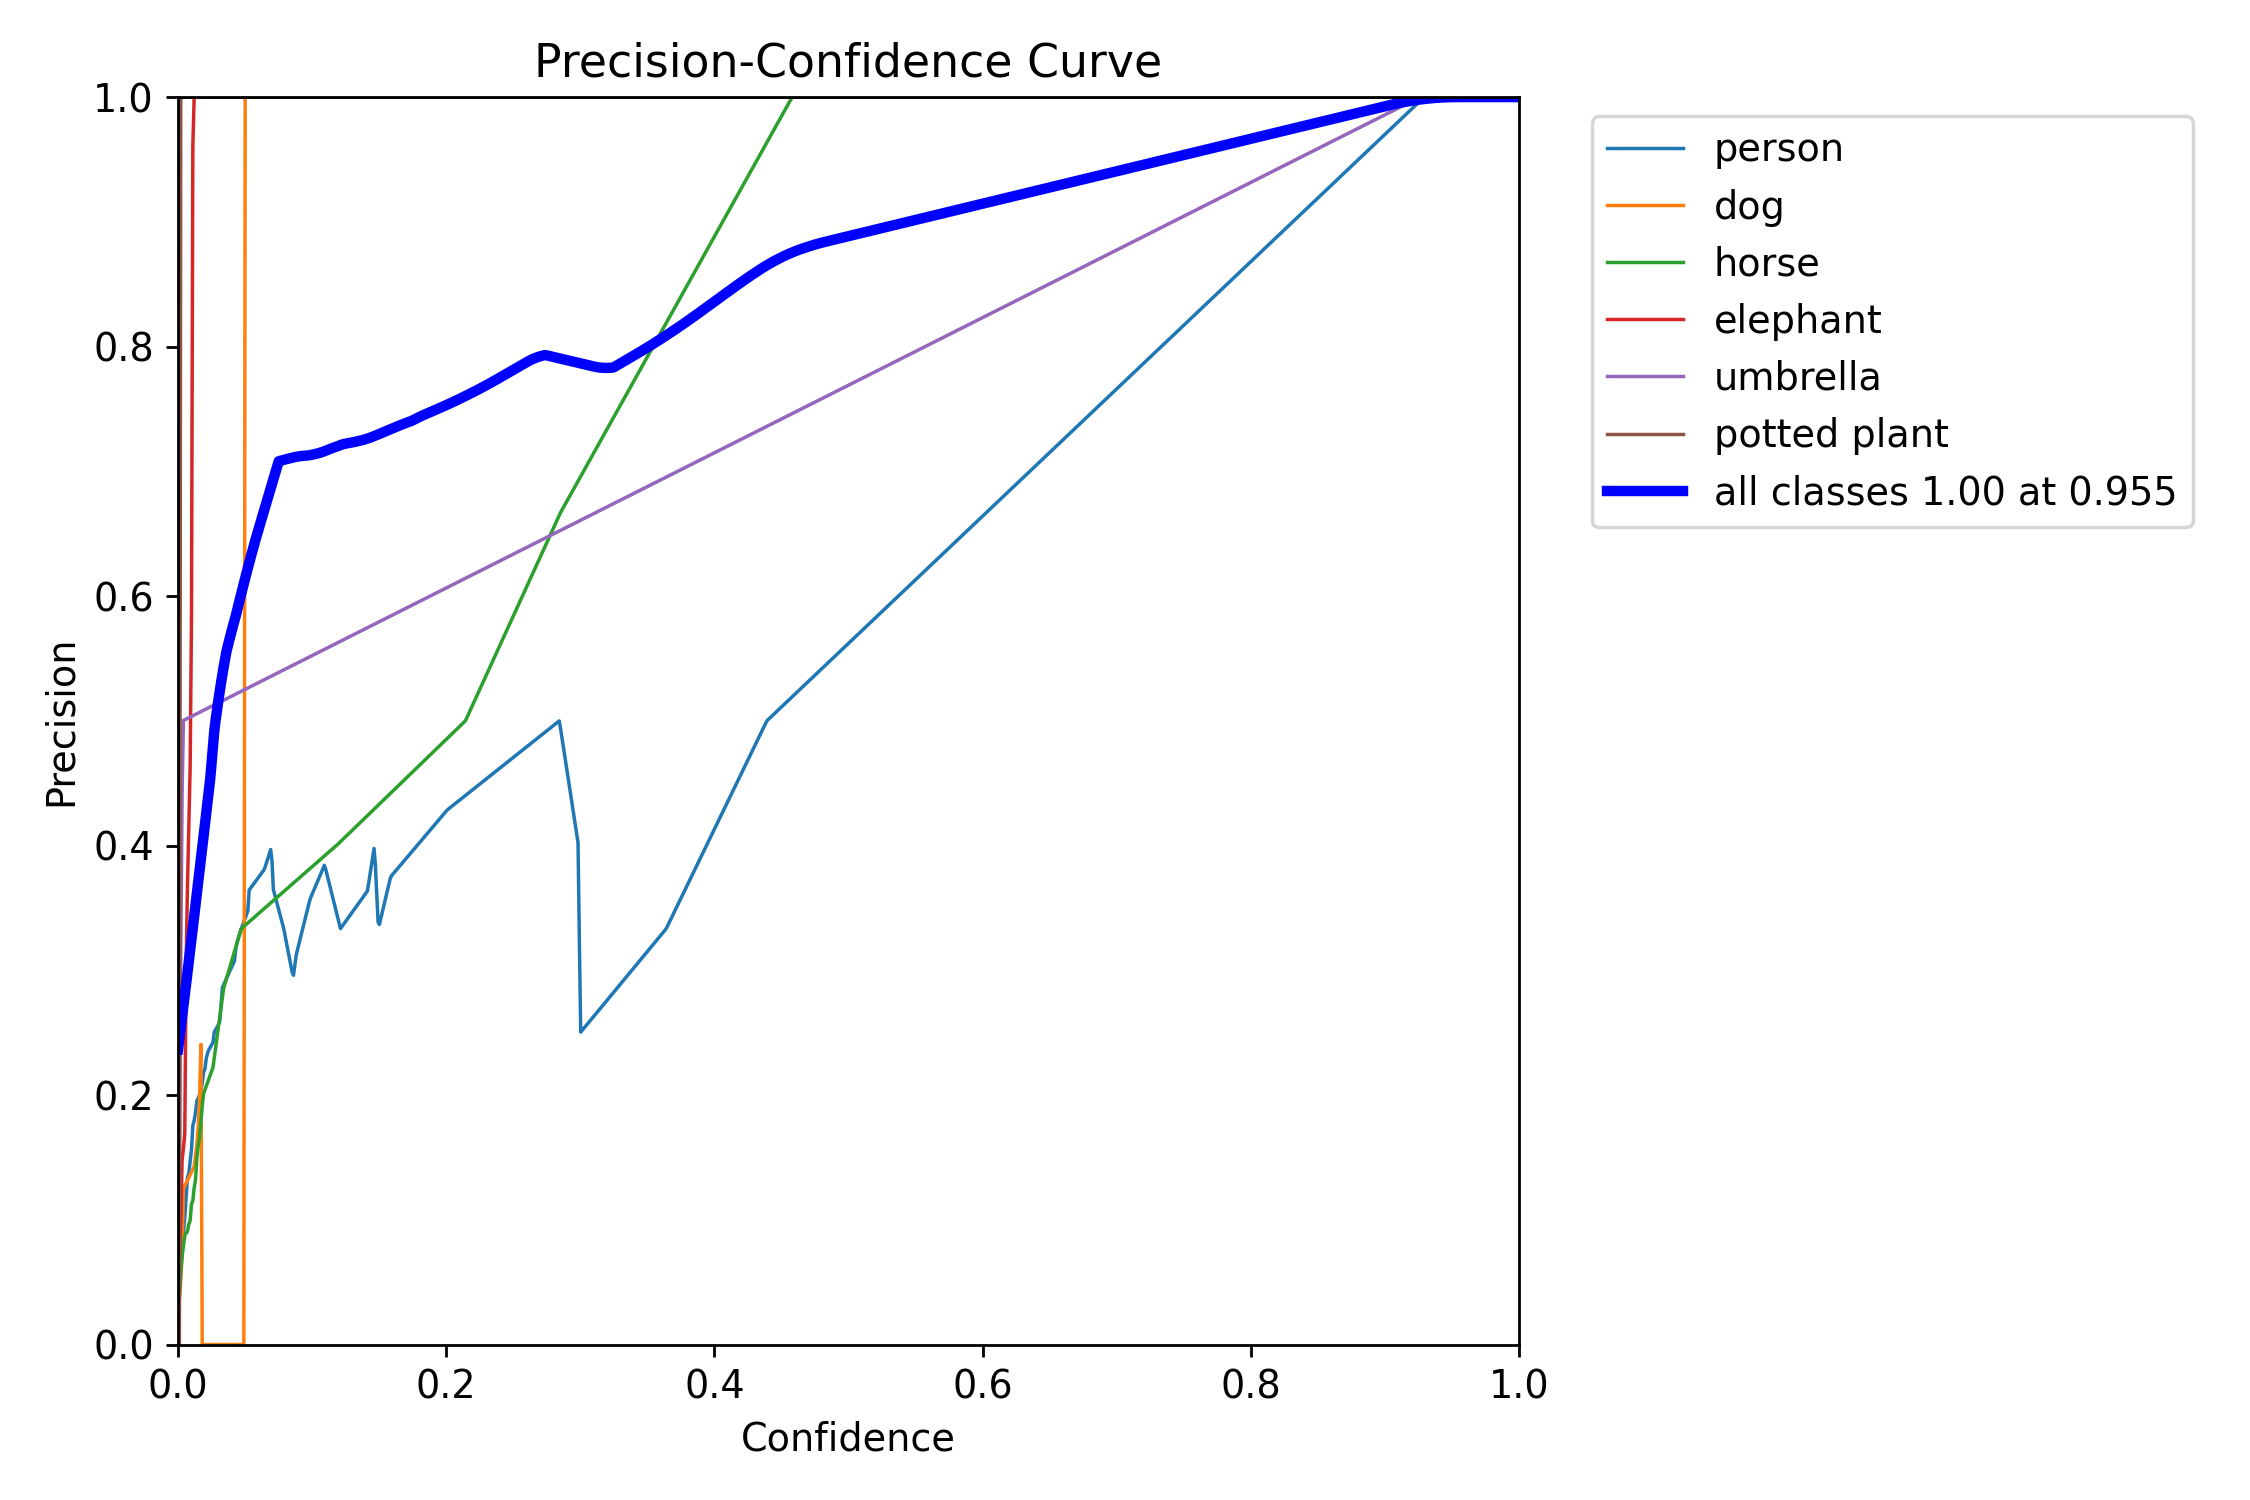 Precision-Confidence Curve
Precision
1.0
0.8
0.6
0.4
0.2
0.0
0.0 0.2 0.4 0.6 0.8 1.0
Confidence
person
dog
horse
elephant
umbrella
potted plant
all classes 1.00 at 0.955